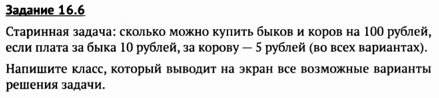 Задание 16.6
Старинная задача: сколько можно купить быков и коров на 100 рублей,
если плата за быка 10 рублей, за корову — 5 рублей (во всех вариантах).
Напишите класс, который выводит на экран все возможные варианты
решения задачи.